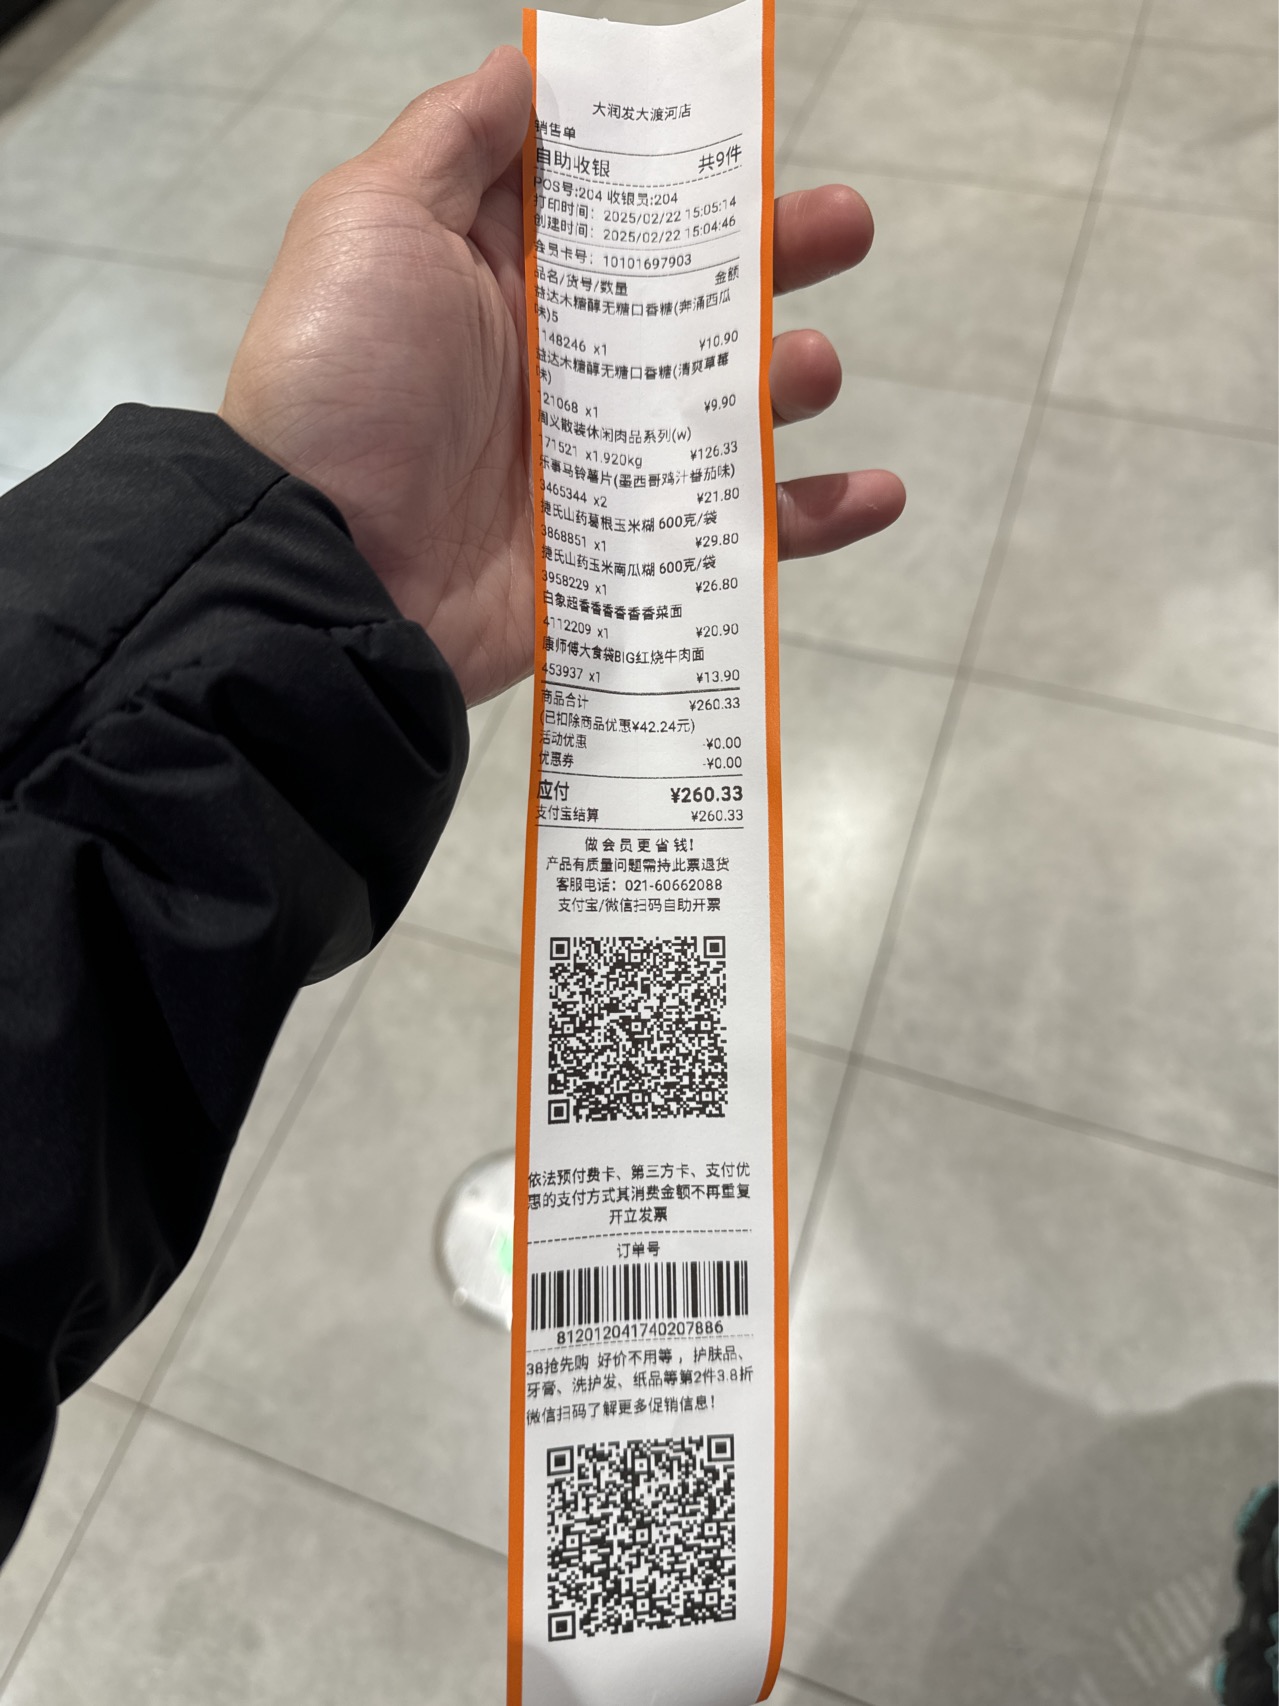 大润发大渡河店
销售单
自助收银 共9件
POS号:204 收银员:204
打印时间： 2025/02/22 15:05:14
创建时间： 2025/02/22 15:04:46
会员卡号： 10101697903
品名/货号/数量 金额
益达木糖醇无糖口香糖(奔涌西瓜
味)5
1148246 x1 ¥10.90
益达木糖醇无糖口香糖(清爽草莓
味)
121068 x1 ¥9.90
周义散装休闲肉品系列(w)
171521 x1.920kg ¥126.33
乐事马铃薯片(墨西哥鸡汁番茄味)
3465344 x2 ¥21.80
捷氏山药葛根玉米糊 600克/袋
3868851 x1 ¥29.80
捷氏山药玉米南瓜糊 600克/袋
3958229 x1 ¥26.80
白象超香香香香香香香菜面
4112209 x1 ¥20.90
康师傅大食袋BIG红烧牛肉面
453937 x1 ¥13.90
商品合计 ¥260.33
(已扣除商品优惠¥42.24元)
活动优惠 -¥0.00
优惠券 -¥0.00
应付 ¥260.33
支付宝结算 ¥260.33
做会员更省钱!
产品有质量问题需持此票退货
客服电话： 021-60662088
支付宝/微信扫码自助开票
依法预付费卡、第三方卡、支付优
惠的支付方式其消费金额不再重复
开立发票
订单号
812012041740207886
38抢先购 好价不用等，护肤品、
牙膏、洗护发、纸品等第2件3.8折
微信扫码了解更多促销信息！